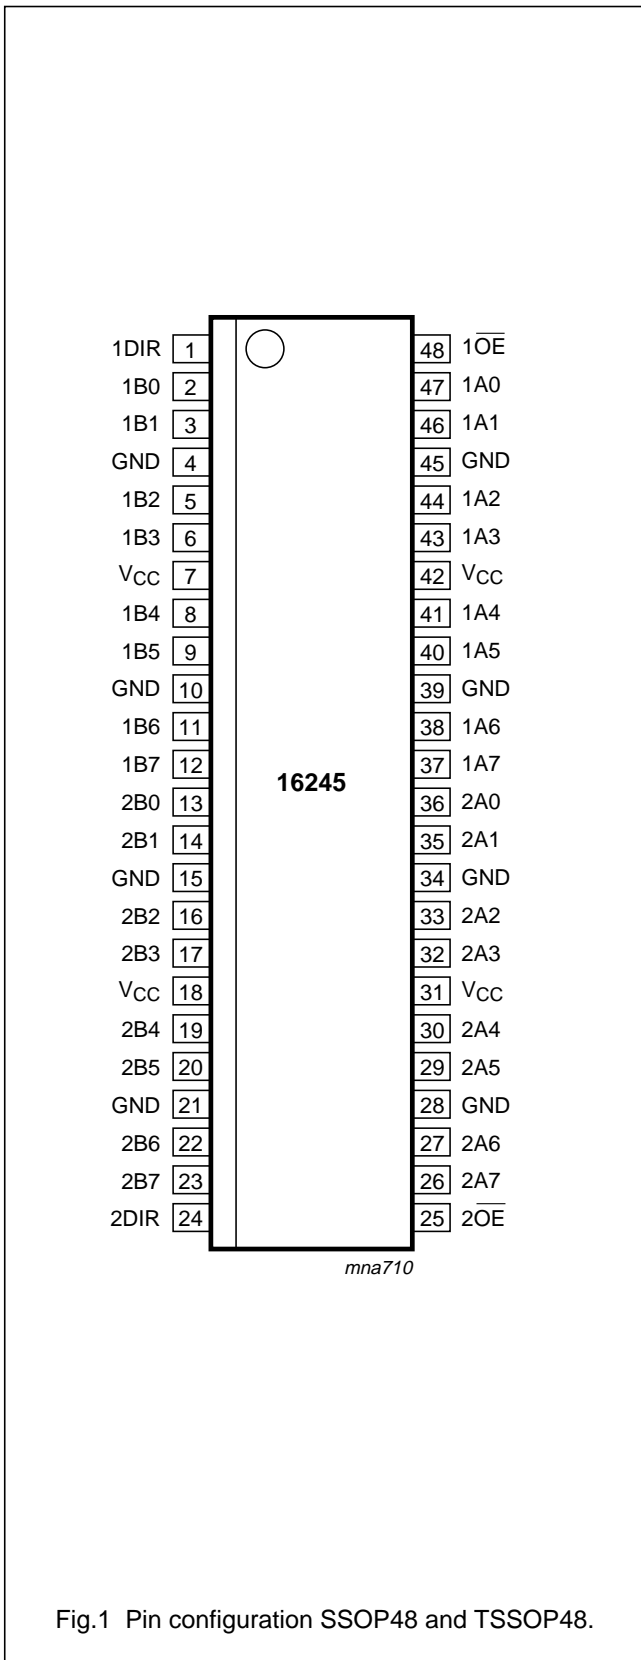 1DIR 1 48 1OE
1B0 2 47 1A0
1B1 3 46 1A1
GND 4 45 GND
1B2 5 44 1A2
1B3 6 43 1A3
VCC 7 42 VCC
1B4 8 41 1A4
1B5 9 40 1A5
GND 10 39 GND
1B6 11 38 1A6
1B7 12 37 1A7
16245
2B0 13 36 2A0
2B1 14 35 2A1
GND 15 34 GND
2B2 16 33 2A2
2B3 17 32 2A3
VCC 18 31 VCC
2B4 19 30 2A4
2B5 20 29 2A5
GND 21 28 GND
2B6 22 27 2A6
2B7 23 26 2A7
2DIR 24 25 2OE
mna710
Fig.1 Pin configuration SSOP48 and TSSOP48.